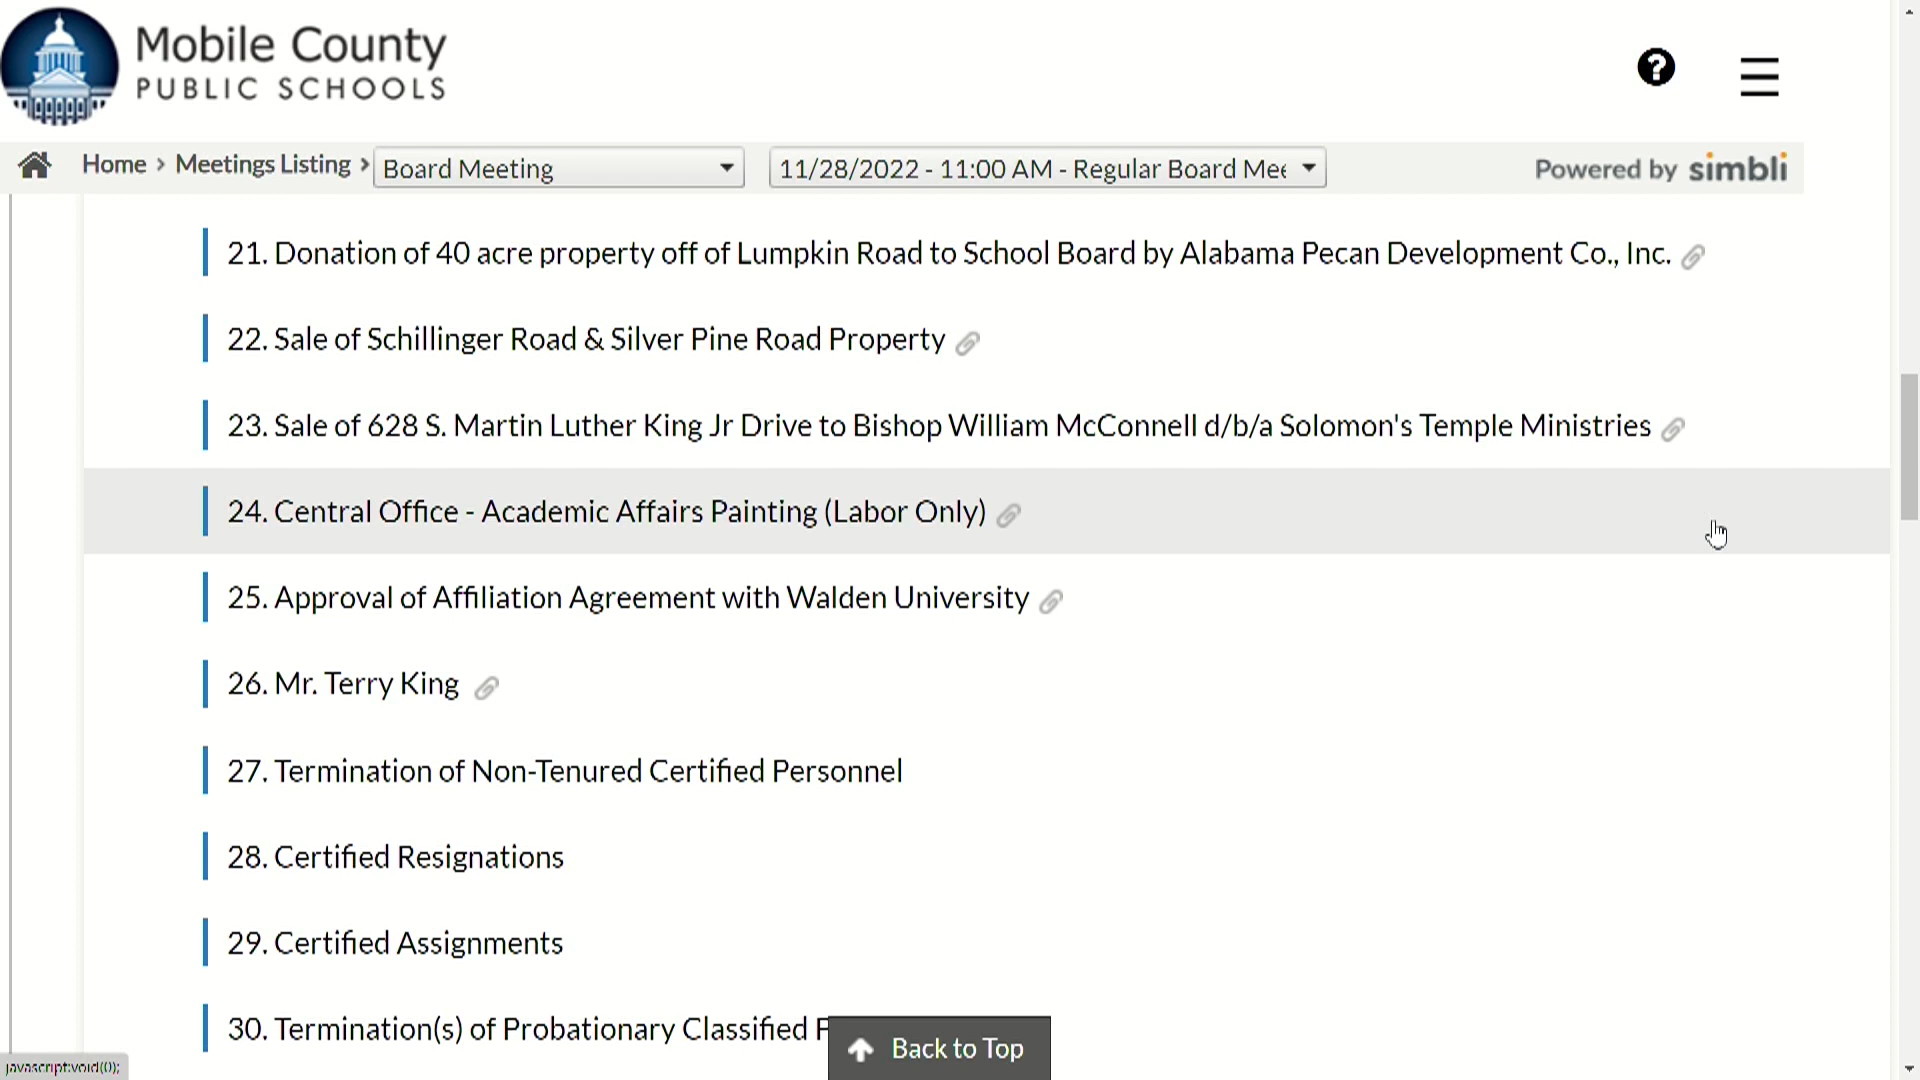 Mobile County
PUBLIC SCHOOLS
?
Home > Meetings Listing > Board Meeting 11/28/2022 - 11:00 AM - Regular Board Mee Powered by simbli
21. Donation of 40 acre property off of Lumpkin Road to School Board by Alabama Pecan Development Co., Inc.
22. Sale of Schillinger Road & Silver Pine Road Property
23. Sale of 628 S. Martin Luther King Jr Drive to Bishop William McConnell d/b/a Solomon's Temple Ministries
24. Central Office - Academic Affairs Painting (Labor Only)
25. Approval of Affiliation Agreement with Walden University
26. Mr. Terry King
27. Termination of Non-Tenured Certified Personnel
28. Certified Resignations
29. Certified Assignments
30. Termination(s) of Probationary Classified
Back to Top
javascript:void(0);